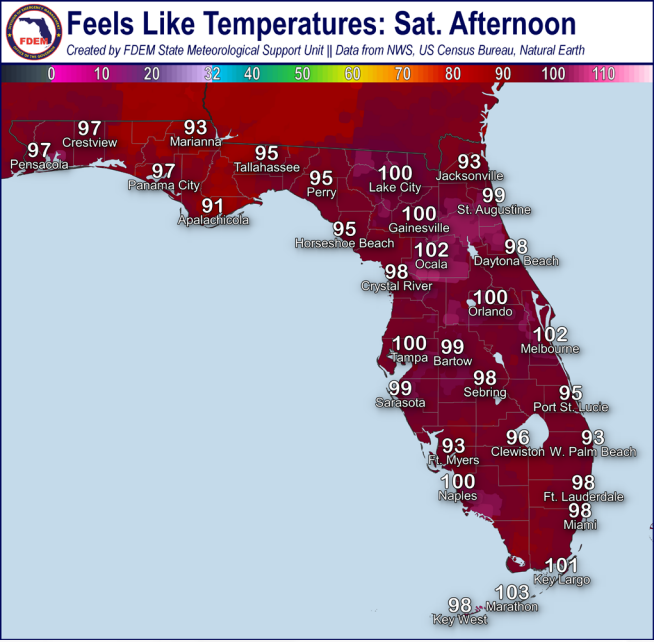 Feels Like Temperatures: Sat. Afternoon
FDEM
Created by FDEM State Meteorological Support Unit || Data from NWS, US Census Bureau, Natural Earth
0 10 20 32 40 50 60 70 80 90 100 110
97
Crestview
93
Marianna
97
Pensacola
95
Tallahassee
97
Panama City
95
Perry
100
Lake City
93
Jacksonville
91
Apalachicola
99
St. Augustine
100
Gainesville
95
Horseshoe Beach
102
Ocala
98
Daytona Beach
98
Crystal River
100
Orlando
102
Melbourne
100
Tampa
99
Bartow
98
Sebring
99
Sarasota
95
Port St. Lucie
93
Ft. Myers
96
Clewiston
93
W. Palm Beach
100
Naples
98
Ft. Lauderdale
98
Miami
101
Key Largo
103
Marathon
98
Key West